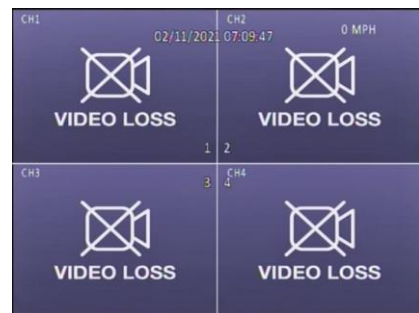 CH1
CH2
02/11/2021 07:09:47
0 MPH
VIDEO LOSS
VIDEO LOSS
1
2
CH3
3
4
CH4
VIDEO LOSS
VIDEO LOSS